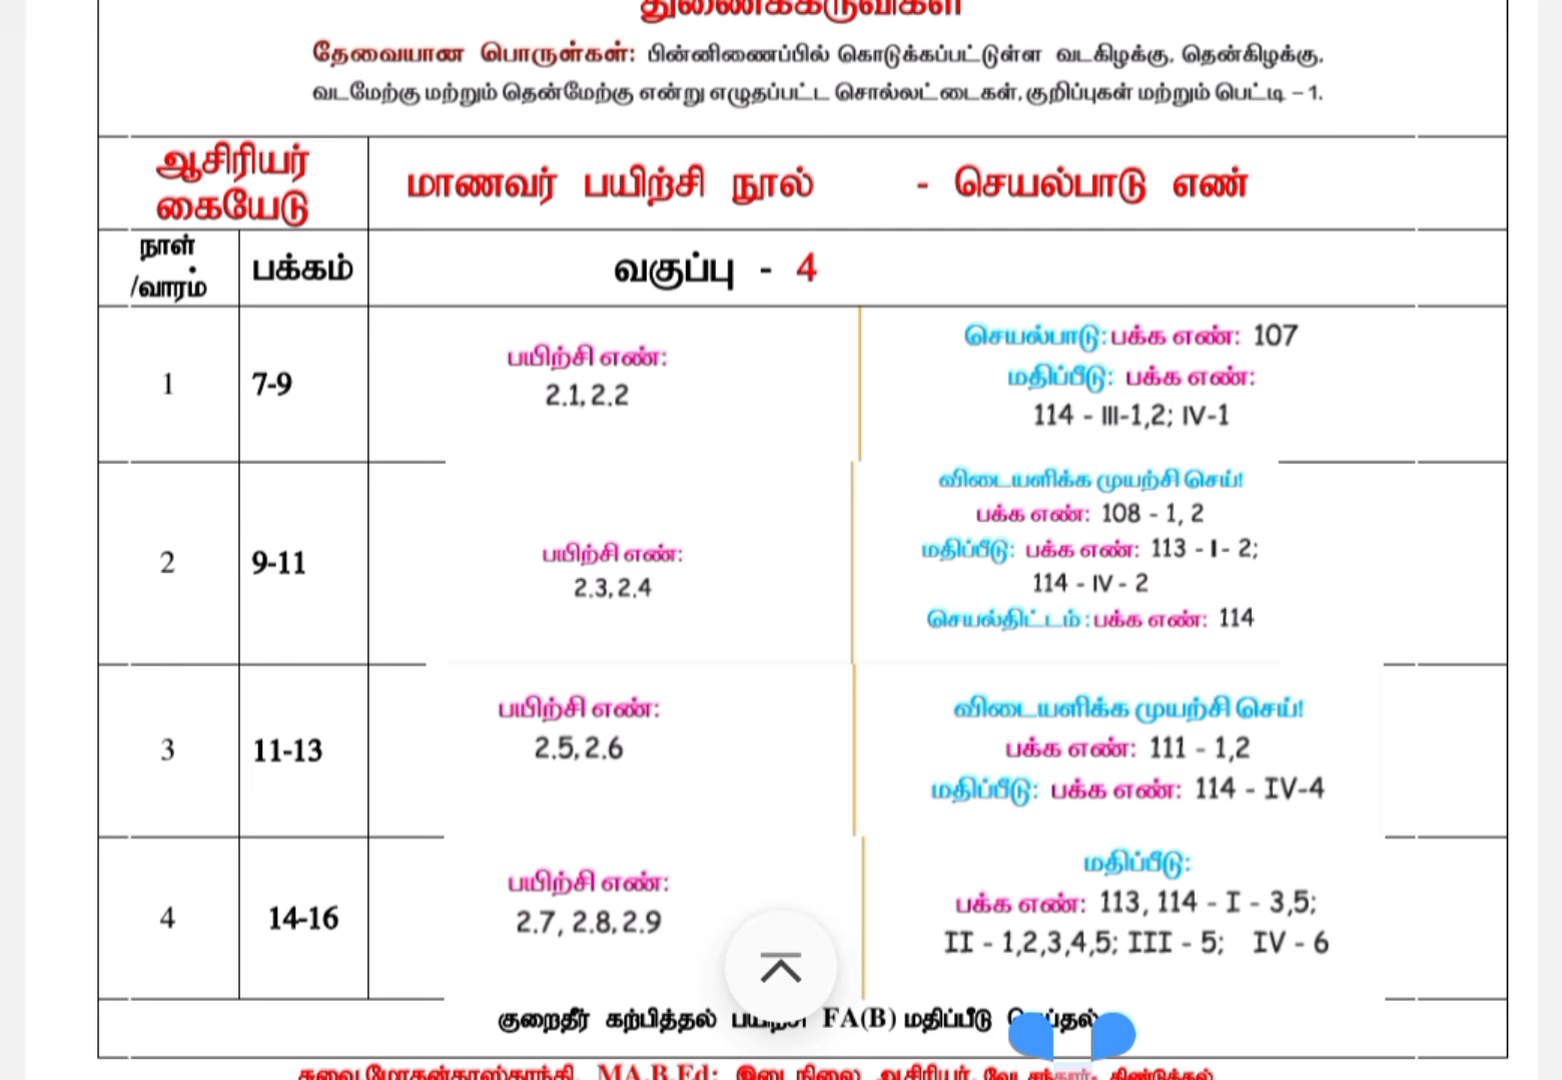 துணைக்கருவிகள்
தேவையான பொருள்கள்: பின்னிணைப்பில் கொடுக்கப்பட்டுள்ள வடகிழக்கு, தென்கிழக்கு,
வடமேற்கு மற்றும் தென்மேற்கு என்று எழுதப்பட்ட சொல்லட்டைகள், குறிப்புகள் மற்றும் பெட்டி – 1.
ஆசிரியர்
கையேடு
மாணவர் பயிற்சி நூல் - செயல்பாடு எண்
நாள்
/வாரம்
பக்கம்
வகுப்பு - 4
1
7-9
பயிற்சி எண்:
2.1, 2.2
செயல்பாடு: பக்க எண்: 107
மதிப்பீடு: பக்க எண்:
114 - III-1,2; IV-1
2
9-11
பயிற்சி எண்:
2.3, 2.4
விடையளிக்க முயற்சி செய்!
பக்க எண்: 108 - 1, 2
மதிப்பீடு: பக்க எண்: 113 - I - 2;
114 - IV - 2
செயல்திட்டம் : பக்க எண்: 114
3
11-13
பயிற்சி எண்:
2.5, 2.6
விடையளிக்க முயற்சி செய்!
பக்க எண்: 111 - 1,2
மதிப்பீடு: பக்க எண்: 114 - IV-4
4
14-16
பயிற்சி எண்:
2.7, 2.8, 2.9
மதிப்பீடு:
பக்க எண்: 113, 114 - I - 3,5;
II - 1,2,3,4,5; III - 5; IV - 6
குறைதீர் கற்பித்தல் FA(B) மதிப்பீடு
MA.B.Ed; இடைநிலை ஆசிரியர்,